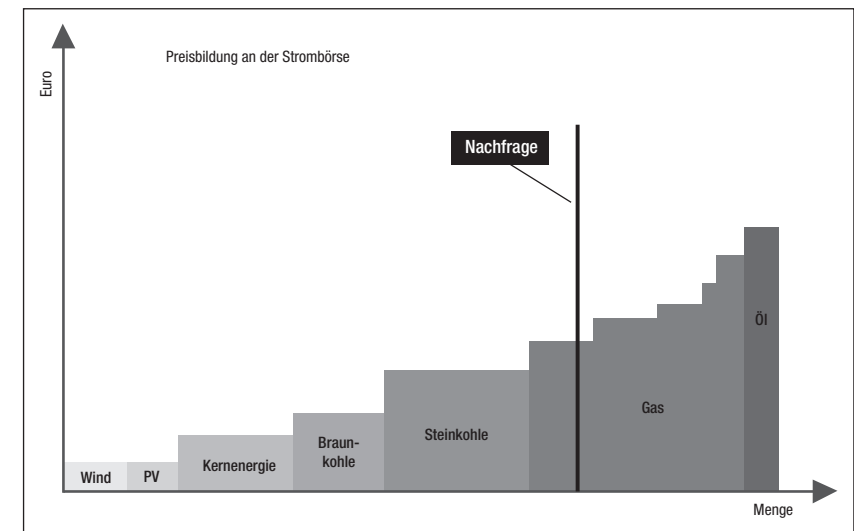 Preisbildung an der Strombörse
Euro
Nachfrage
Öl
Gas
Steinkohle
Braun-
kohle
Kernenergie
Wind
PV
Menge